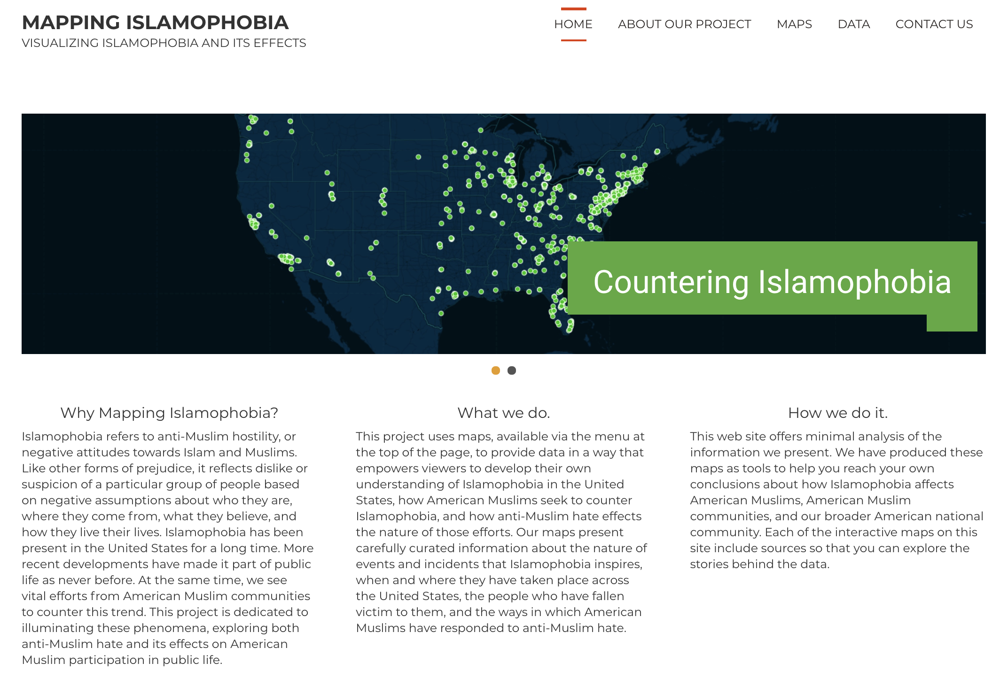 MAPPING ISLAMOPHOBIA
VISUALIZING ISLAMOPHOBIA AND ITS EFFECTS
HOME
ABOUT OUR PROJECT
MAPS
DATA
CONTACT US
Countering Islamophobia
Why Mapping Islamophobia?
Islamophobia refers to anti-Muslim hostility, or
negative attitudes towards Islam and Muslims.
Like other forms of prejudice, it reflects dislike or
suspicion of a particular group of people based
on negative assumptions about who they are,
where they come from, what they believe, and
how they live their lives. Islamophobia has been
present in the United States for a long time. More
recent developments have made it part of public
life as never before. At the same time, we see
vital efforts from American Muslim communities
to counter this trend. This project is dedicated to
illuminating these phenomena, exploring both
anti-Muslim hate and its effects on American
Muslim participation in public life.
What we do.
This project uses maps, available via the menu at
the top of the page, to provide data in a way that
empowers viewers to develop their own
understanding of Islamophobia in the United
States, how American Muslims seek to counter
Islamophobia, and how anti-Muslim hate effects
the nature of those efforts. Our maps present
carefully curated information about the nature of
events and incidents that Islamophobia inspires,
when and where they have taken place across
the United States, the people who have fallen
victim to them, and the ways in which American
Muslims have responded to anti-Muslim hate.
How we do it.
This web site offers minimal analysis of the
information we present. We have produced these
maps as tools to help you reach your own
conclusions about how Islamophobia affects
American Muslims, American Muslim
communities, and our broader American national
community. Each of the interactive maps on this
site include sources so that you can explore the
stories behind the data.